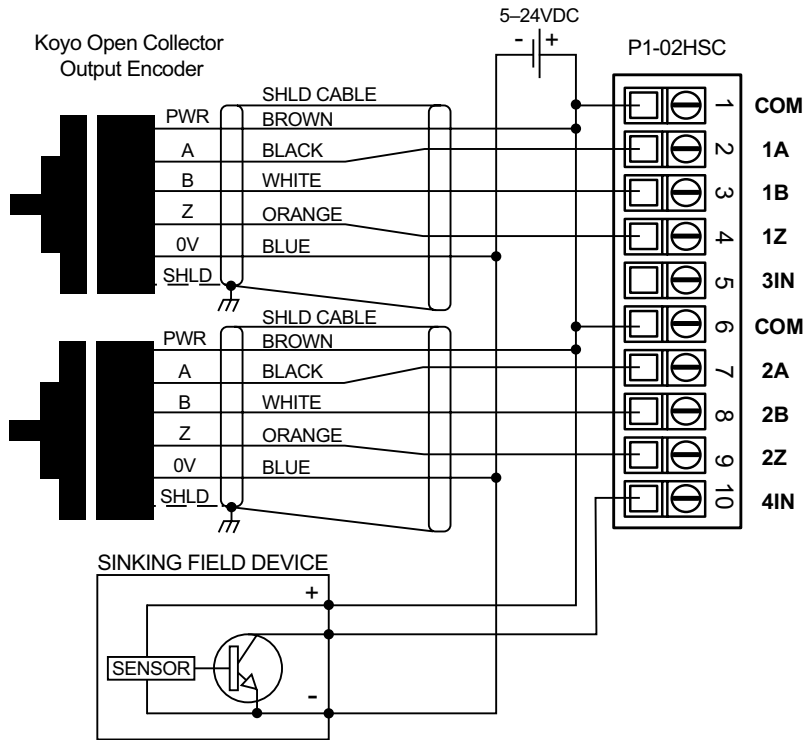 5–24VDC
- +
Koyo Open Collector
Output Encoder
P1-02HSC
SHLD CABLE
PWR BROWN
A BLACK
B WHITE
Z ORANGE
0V BLUE
SHLD
SHLD CABLE
PWR BROWN
A BLACK
B WHITE
Z ORANGE
0V BLUE
SHLD
1 COM
2 1A
3 1B
4 1Z
5 3IN
6 COM
7 2A
8 2B
9 2Z
10 4IN
SINKING FIELD DEVICE
+
SENSOR
-